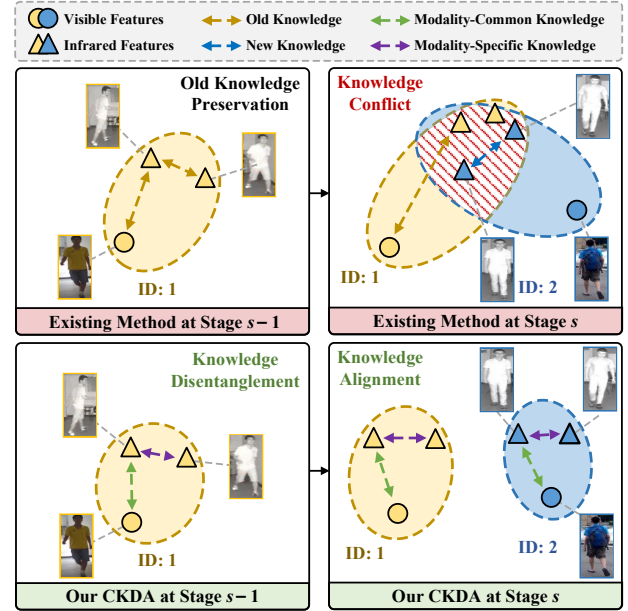 Visible Features
Old Knowledge
Modality-Common Knowledge
Infrared Features
New Knowledge
Modality-Specific Knowledge
Old Knowledge
Preservation
ID: 1
Existing Method at Stage s−1
Knowledge
Conflict
ID: 1
ID: 2
Existing Method at Stage s
Knowledge
Disentanglement
ID: 1
Our CKDA at Stage s−1
Knowledge
Alignment
ID: 1
ID: 2
Our CKDA at Stage s